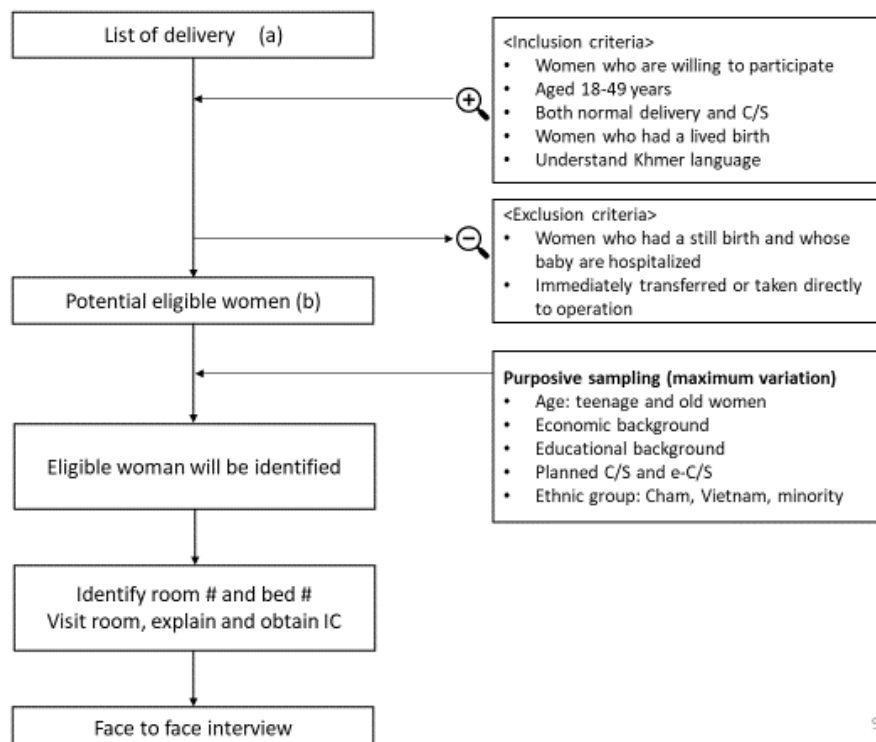 List of delivery (a)
<Inclusion criteria>
• Women who are willing to participate
• Aged 18-49 years
• Both normal delivery and C/S
• Women who had a lived birth
• Understand Khmer language
<Exclusion criteria>
• Women who had a still birth and whose
baby are hospitalized
• Immediately transferred or taken directly
to operation
Potential eligible women (b)
Purposive sampling (maximum variation)
• Age: teenage and old women
• Economic background
• Educational background
• Planned C/S and e-C/S
• Ethnic group: Cham, Vietnam, minority
Eligible woman will be identified
Identify room # and bed #
Visit room, explain and obtain IC
Face to face interview